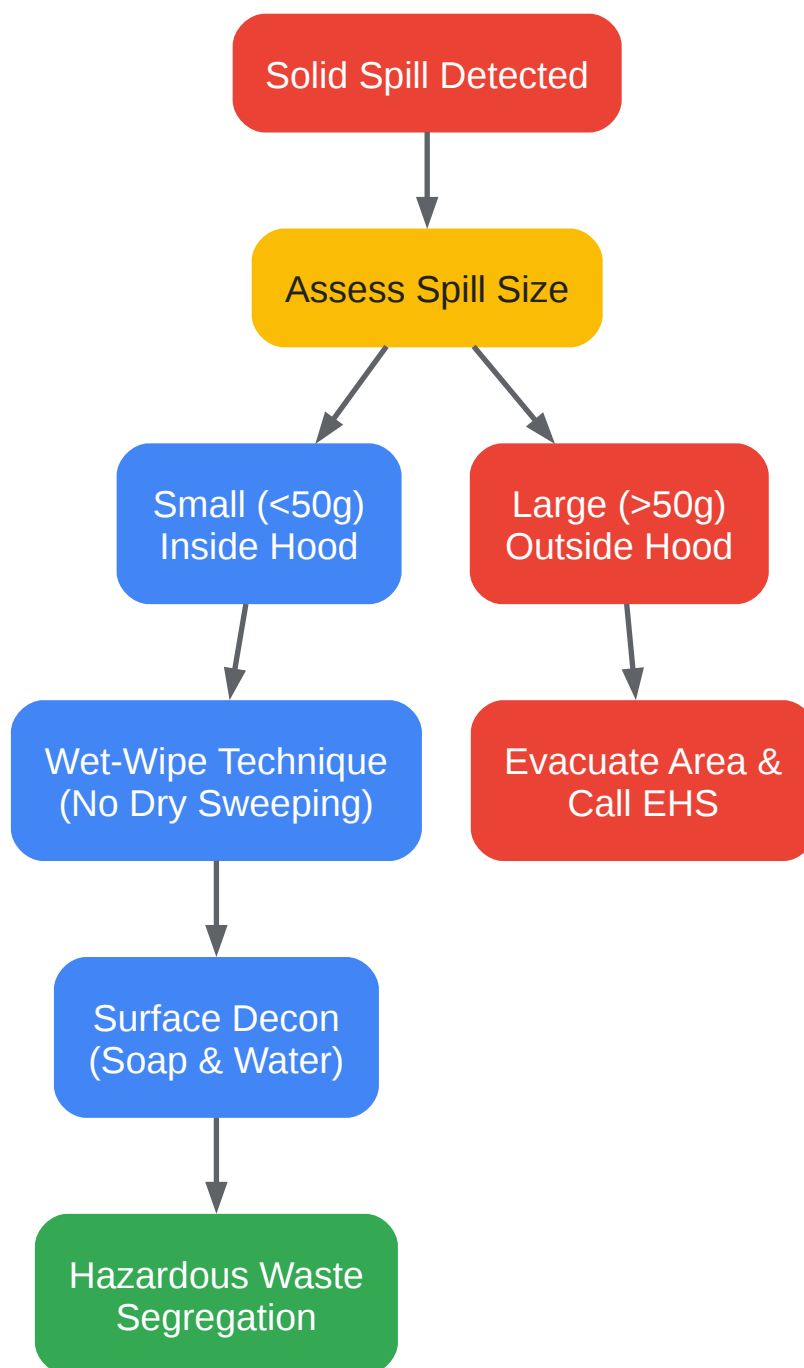 Solid Spill Detected
Assess Spill Size
Small (<50g)
Inside Hood
Large (>50g)
Outside Hood
Wet-Wipe Technique
(No Dry Sweeping)
Evacuate Area &
Call EHS
Surface Decon
(Soap & Water)
Hazardous Waste
Segregation